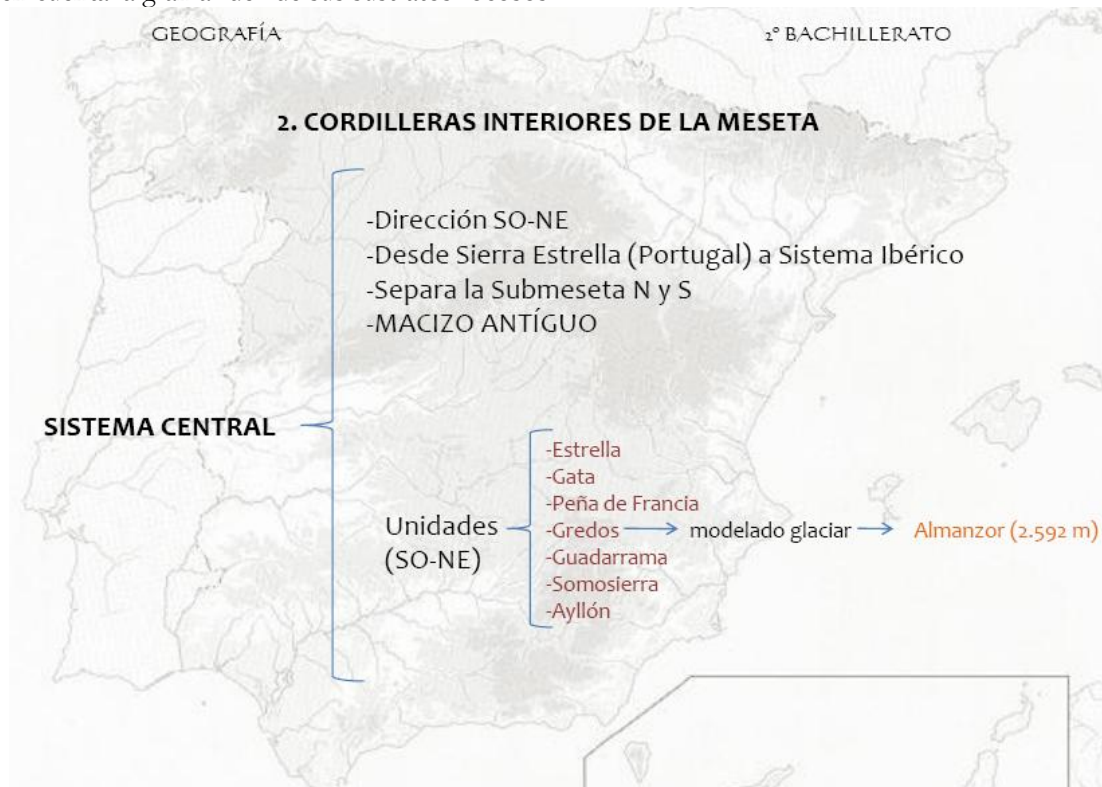 GEOGRAFÍA
2º BACHILLERATO
2. CORDILLERAS INTERIORES DE LA MESETA
-Dirección SO-NE
-Desde Sierra Estrella (Portugal) a Sistema Ibérico
-Separa la Submeseta N y S
-MACIZO ANTÍGUO
SISTEMA CENTRAL
Unidades
(SO-NE)
-Estrella
-Gata
-Peña de Francia
-Gredos
modelado glaciar
Almanzor (2.592 m)
-Guadarrama
-Somosierra
-Ayllón